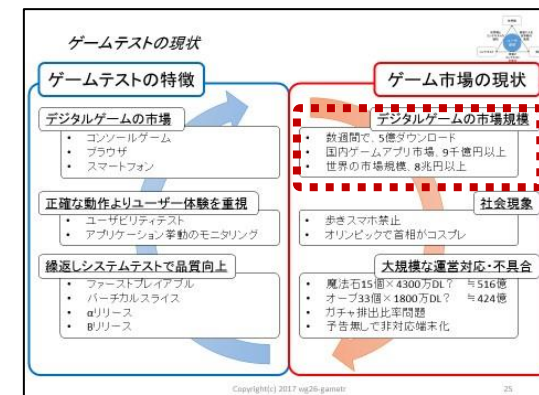 ゲームテストの現状
ゲームテストの特徴
デジタルゲームの市場
• コンソールゲーム
• ブラウザ
• スマートフォン
正確な動作よりユーザー体験を重視
• ユーザビリティテスト
• アプリケーション挙動のモニタリング
繰返しシステムテストで品質向上
• ファーストプレイアブル
• バーチカルスライス
• αリリース
• Βリリース
ゲーム市場の現状
デジタルゲームの市場規模
• 数週間で、5億ダウンロード
• 国内ゲームアプリ市場、9千億円以上
• 世界の市場規模、8兆円以上
社会現象
• 歩きスマホ禁止
• オリンピックで首相がコスプレ
大規模な運営対応・不具合
• 魔法石15個×4300万DL? ≒516億
• オーブ33個×1800万DL? ≒424億
• ガチャ排出比率問題
• 予告無しで非対応端末化
Copyright(c) 2017 wg26-gametr
25